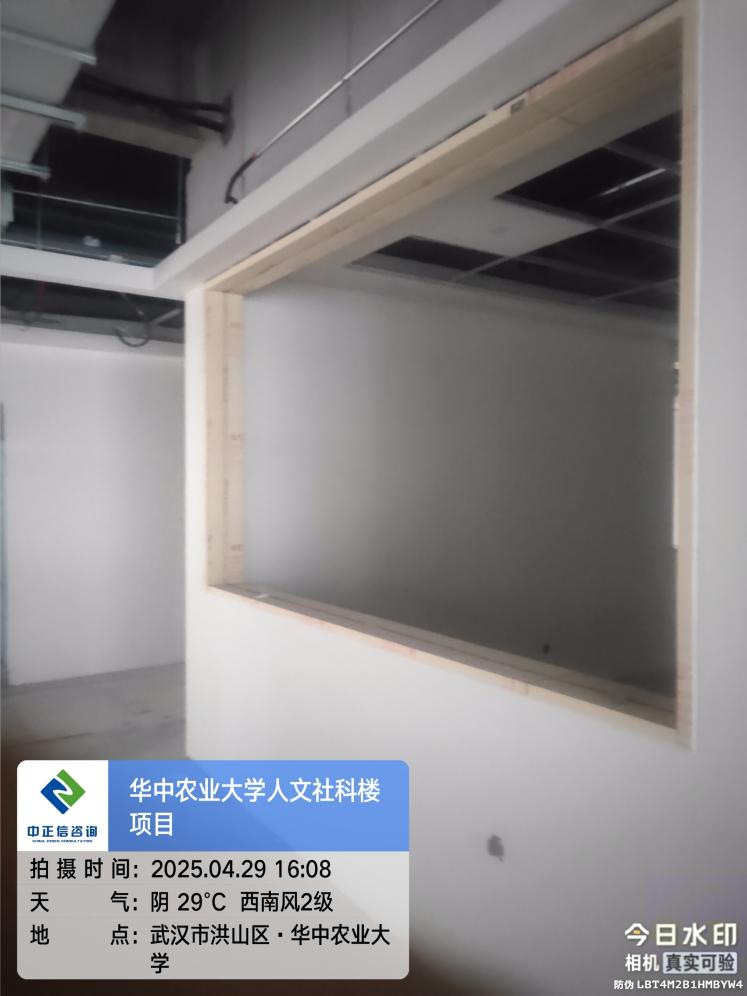 华中农业大学人文社科楼
项目
中正信咨询
拍摄时间: 2025.04.29 16:08
天气: 阴 29℃ 西南风2级
地点: 武汉市洪山区·华中农业大
学
今日水印
相机 真实可验
防伪 LBT4M2B1HMBYW4